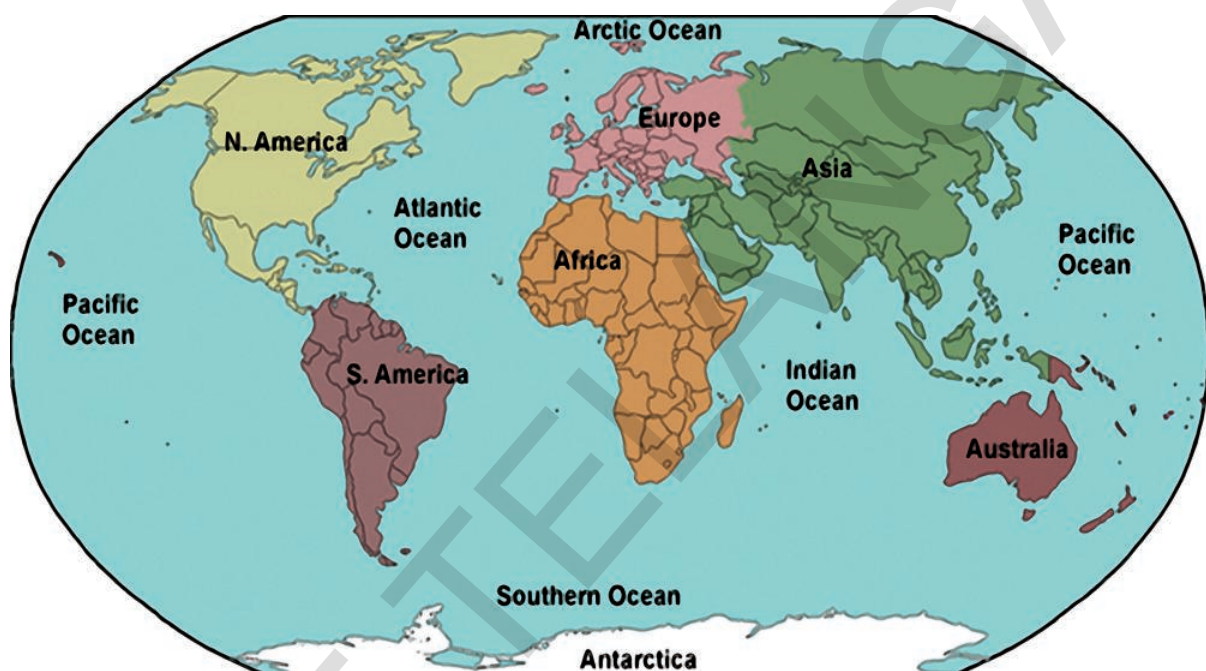 Arctic Ocean
Europe
N. America
Asia
Atlantic
Ocean
Pacific
Ocean
Africa
Pacific
Ocean
S. America
Indian
Ocean
Australia
Southern Ocean
Antarctica